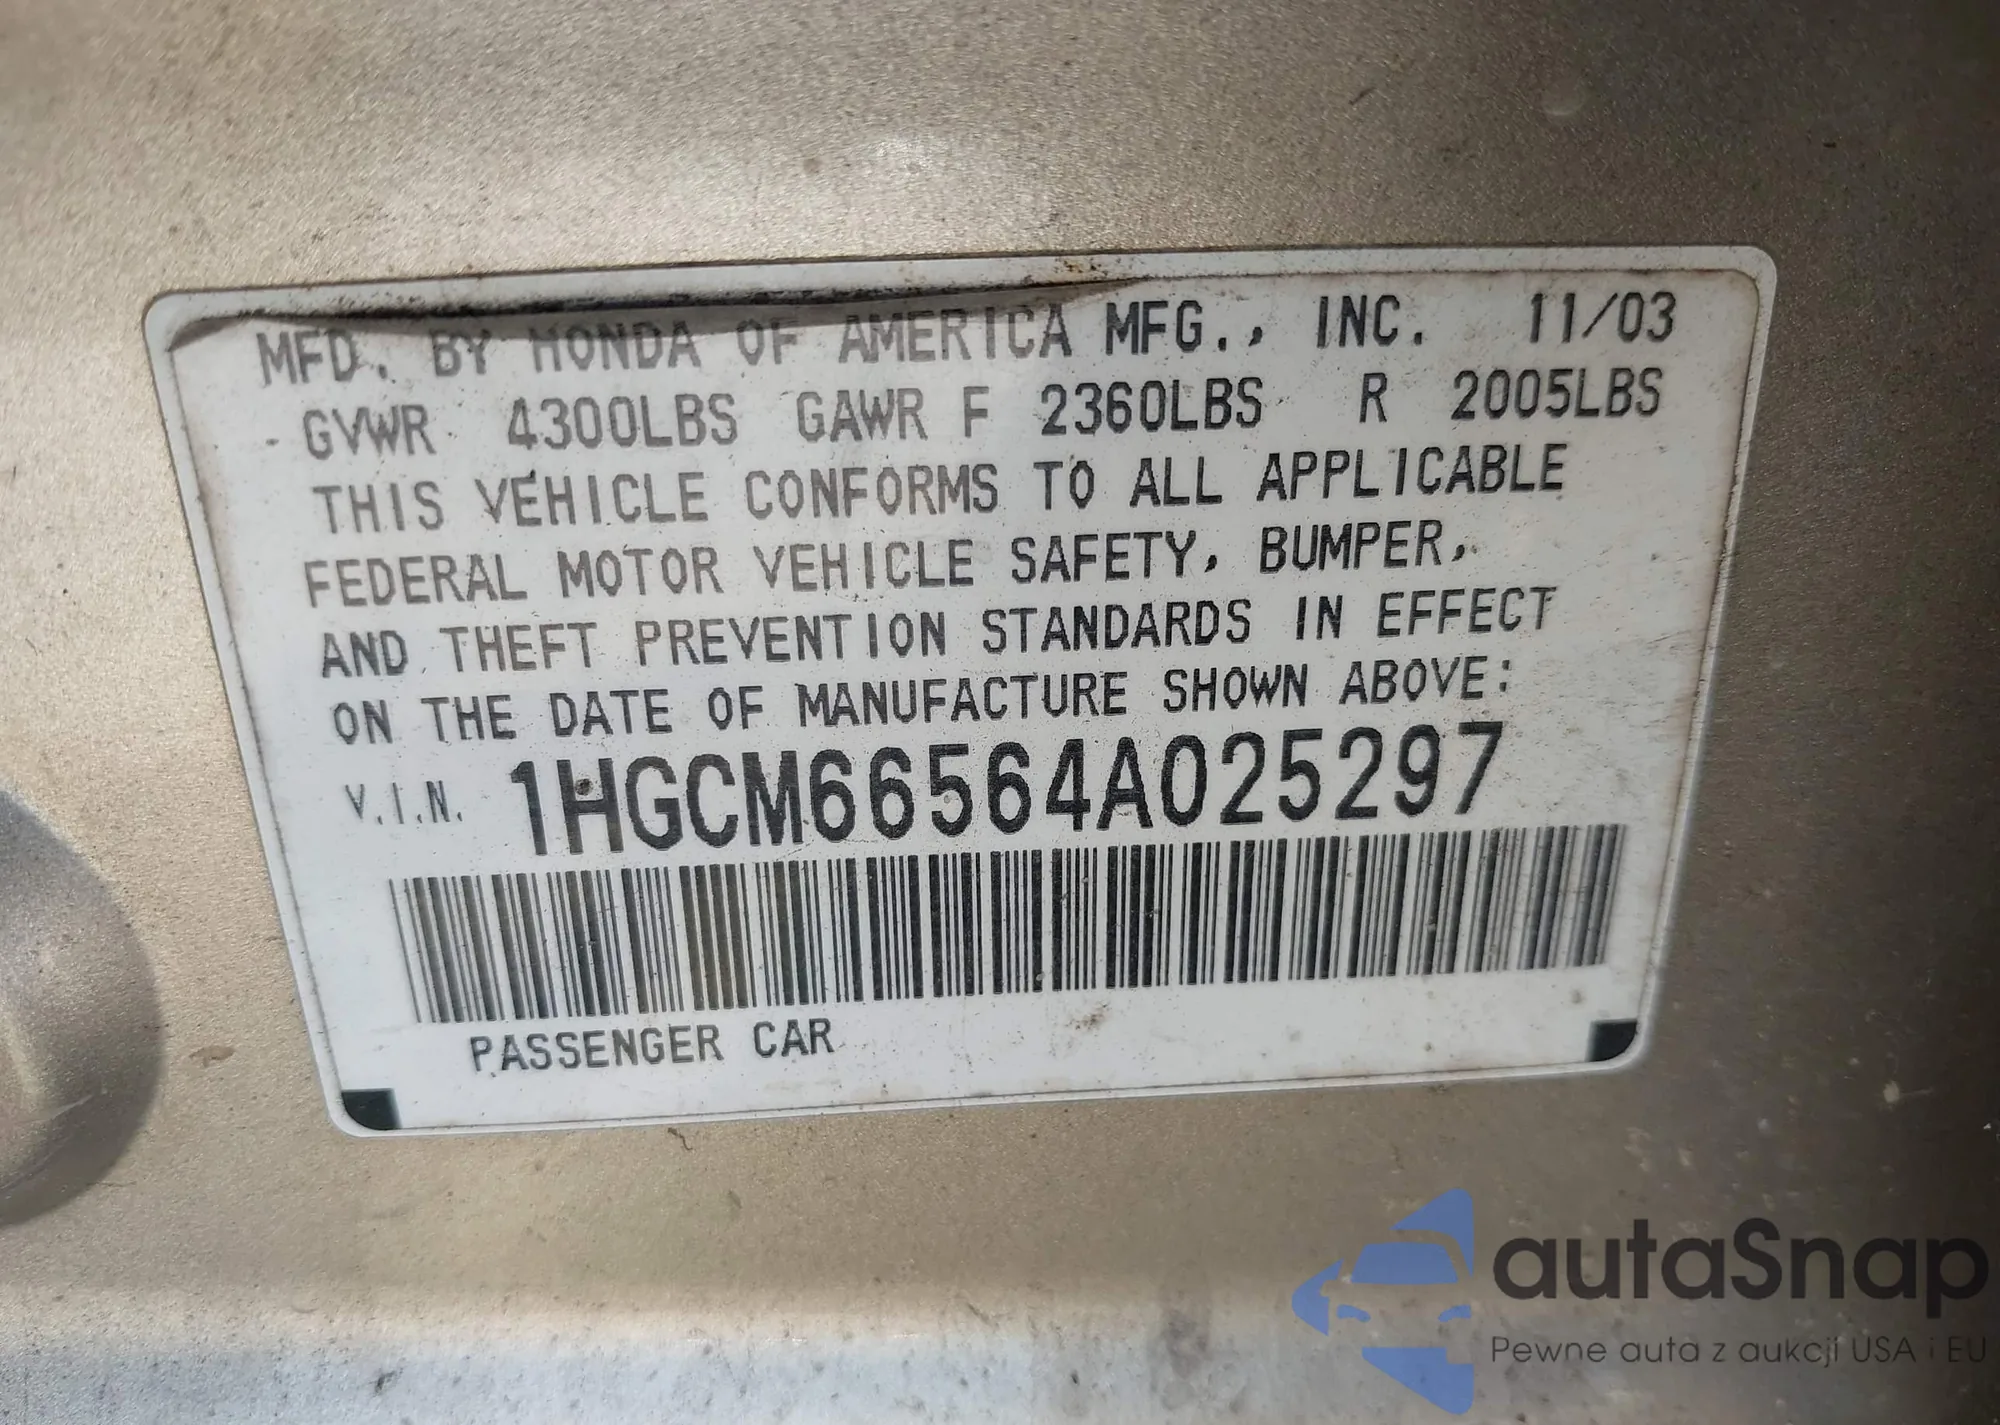 MFD. BY HONDA OF AMERICA MFG., INC. 11/03
GVWR 4300LBS GAWR F 2360LBS R 2005LBS
THIS VEHICLE CONFORMS TO ALL APPLICABLE
FEDERAL MOTOR VEHICLE SAFETY, BUMPER,
AND THEFT PREVENTION STANDARDS IN EFFECT
ON THE DATE OF MANUFACTURE SHOWN ABOVE:
V.I.N. 1HGCM66564A025297
PASSENGER CAR
autaSnap
Pewne auta z aukcji USA i EU